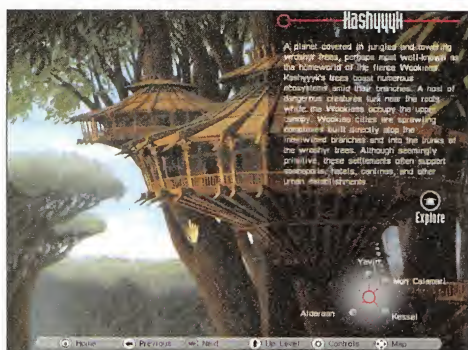 Kashyyyk
A planet covered in jungles and towering
wroshyr trees, perhaps most well-known as
the homeworld of the fierce Wookiees.
Kashyyyk's trees boast numerous
ecosystems amid their branches. A host of
dangerous creatures lurk near the roots
while the Wookiees occupy the upper
canopy. Wookiee cities are sprawling
complexes built directly atop the
intertwined branches and into the trunks of
the wroshyr trees. Although seemingly
primitive, these settlements often support
spaceports, hotels, cantinas, and other
urban establishments.
Explore
Yavin
Mon Calamari
Alderaan
Kessel
Home Previous Next Up Level Controls Map